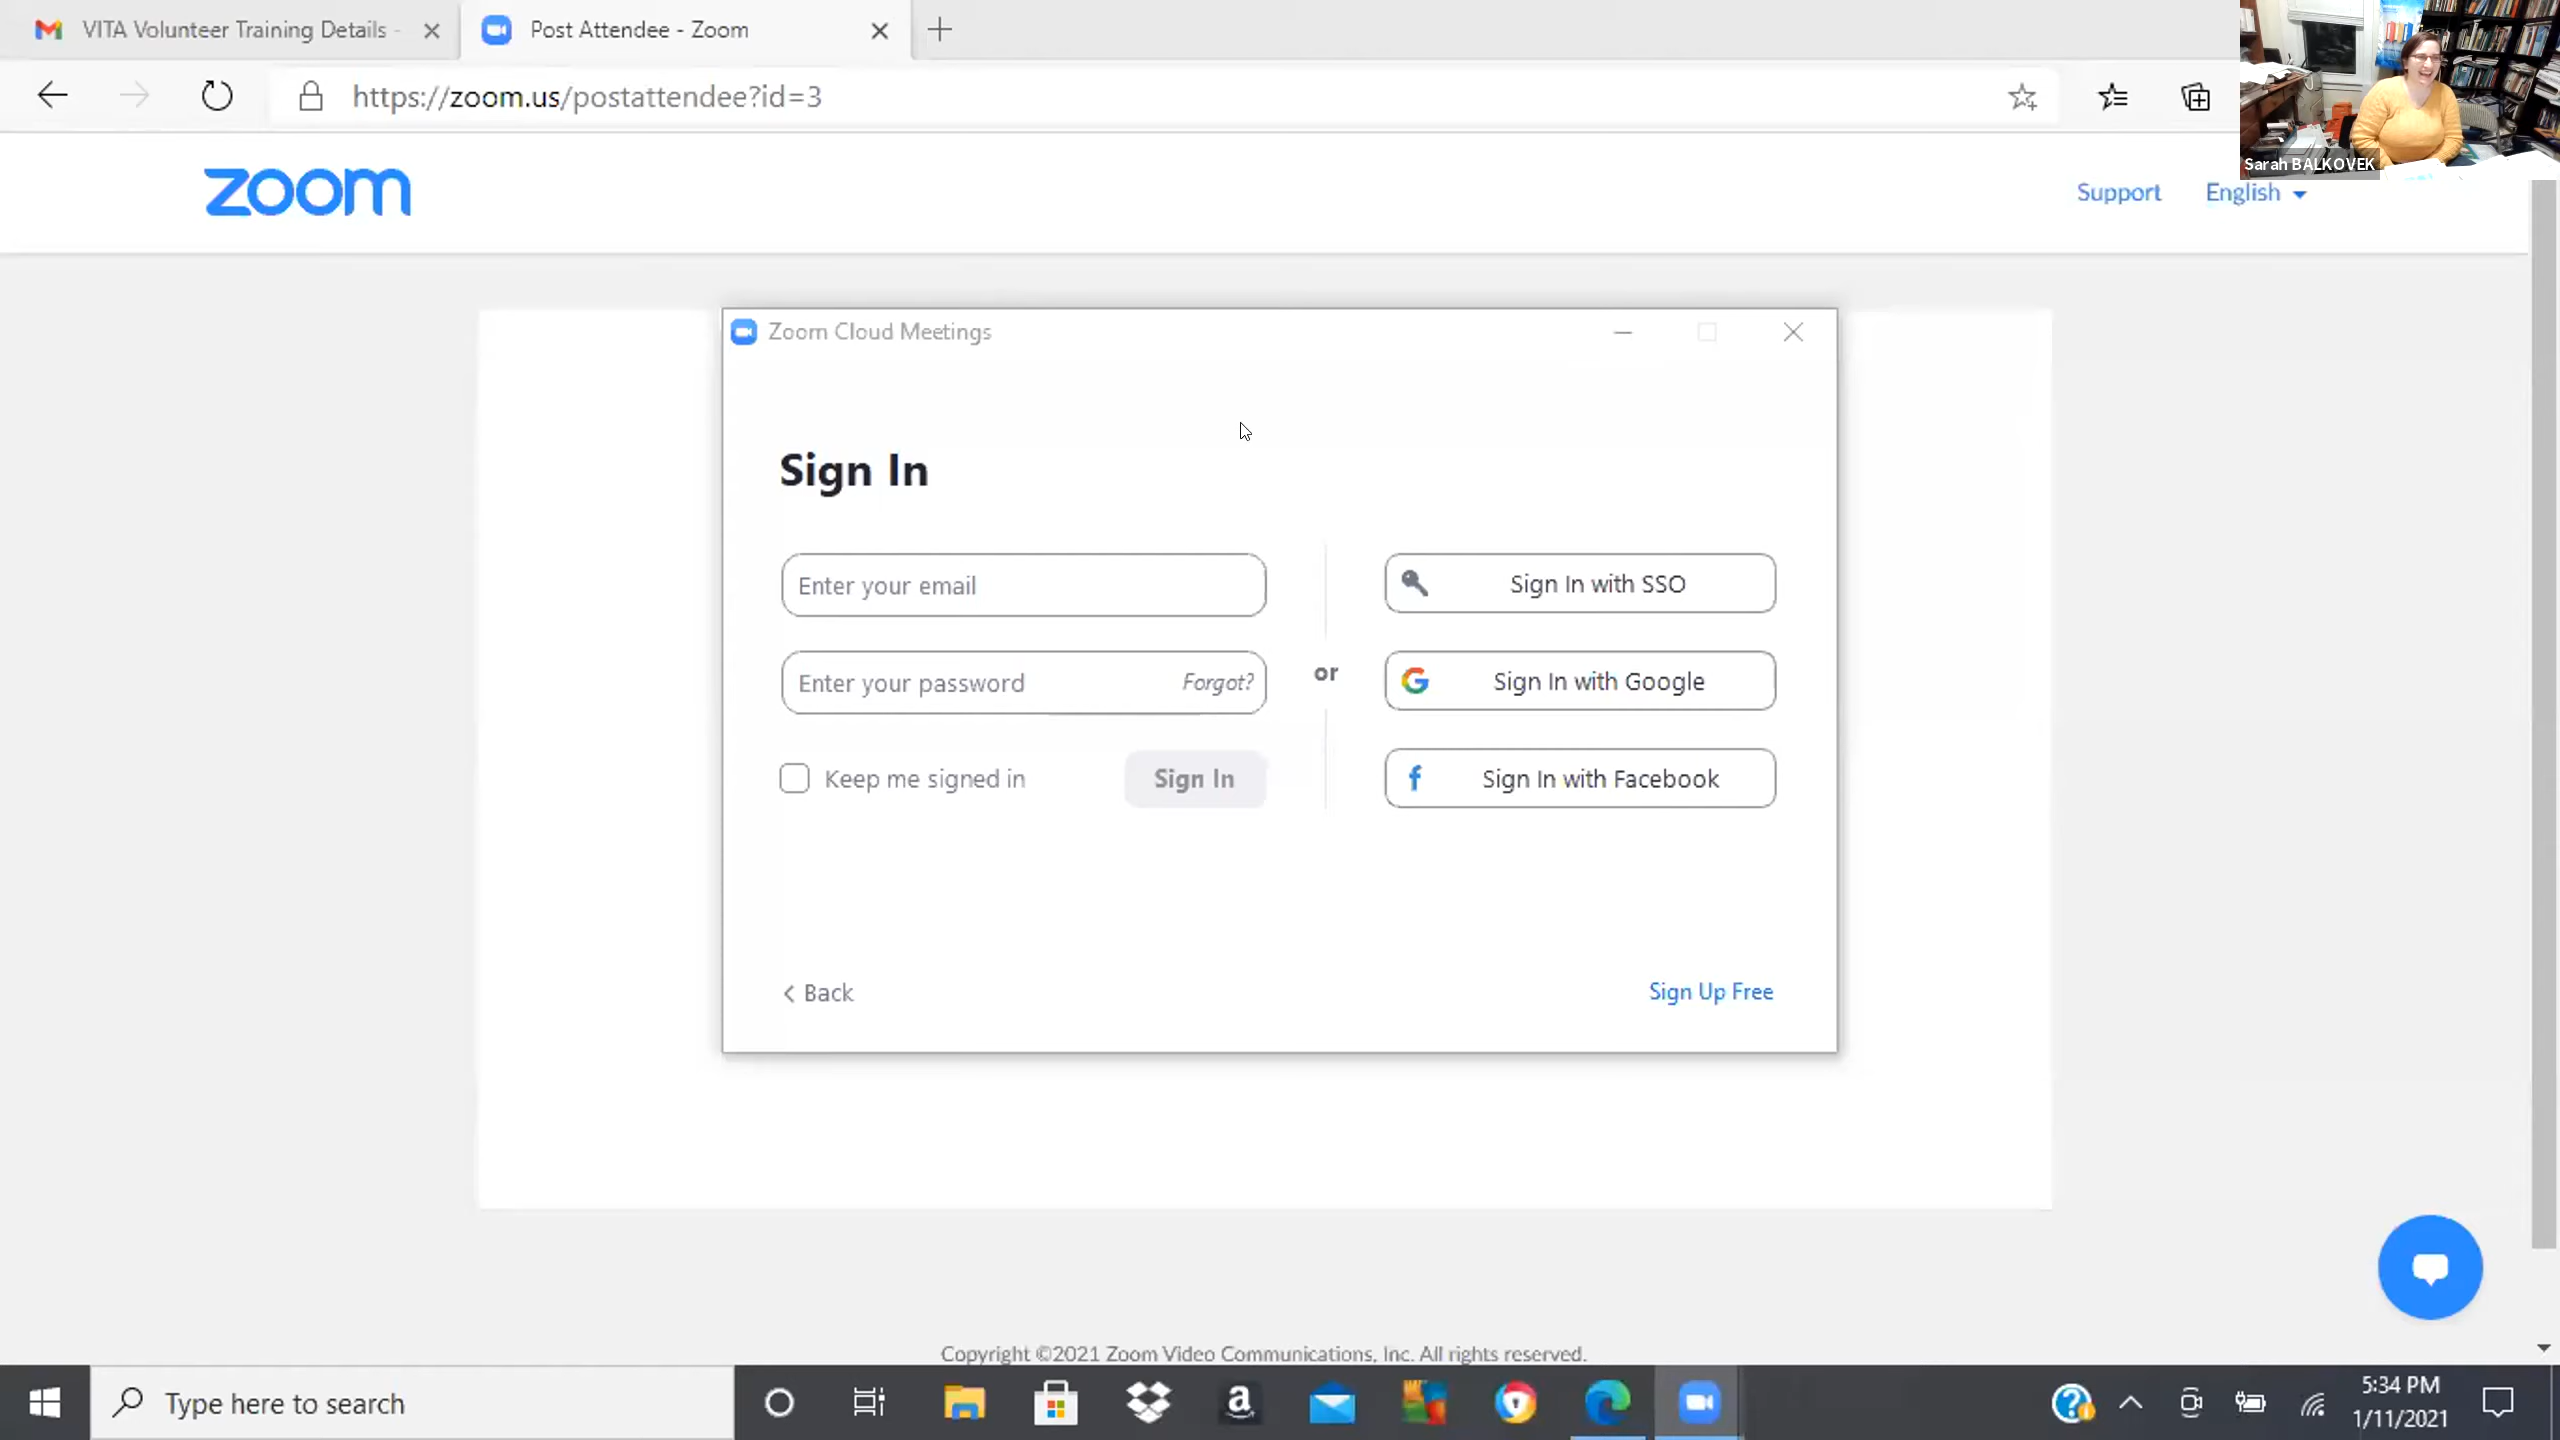 VITA Volunteer Training Details -
Post Attendee - Zoom
https://zoom.us/postattendee?id=3
Sarah BALKOVEK
zoom
Support
English
Zoom Cloud Meetings
Sign In
Enter your email
Sign In with SSO
Enter your password
Forgot?
or
Sign In with Google
Keep me signed in
Sign In
Sign In with Facebook
Back
Sign Up Free
Copyright ©2021 Zoom Video Communications, Inc. All rights reserved.
Type here to search
5:34 PM
1/11/2021